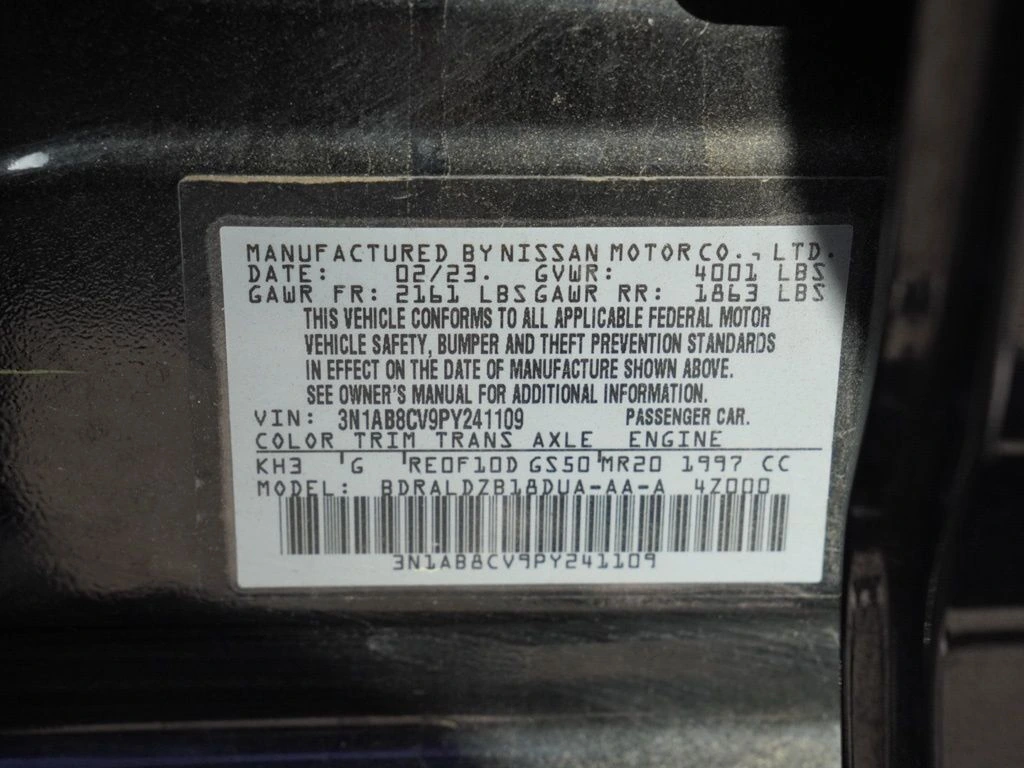 MANUFACTURED BY NISSAN MOTOR CO., LTD.
DATE: 02/23. GVWR: 4001 LBS
GAWR FR: 2161 LBS GAWR RR: 1863 LBS
THIS VEHICLE CONFORMS TO ALL APPLICABLE FEDERAL MOTOR
VEHICLE SAFETY, BUMPER AND THEFT PREVENTION STANDARDS
IN EFFECT ON THE DATE OF MANUFACTURE SHOWN ABOVE.
SEE OWNER'S MANUAL FOR ADDITIONAL INFORMATION.
VIN: 3N1AB8CV9PY241109 PASSENGER CAR.
COLOR TRIM TRANS AXLE ENGINE
KH3 G RE0F10D GS50 MR20 1997 CC
MODEL: BDRALDZB18DUA-AA-A 4Z000
3N1AB8CV9PY241109